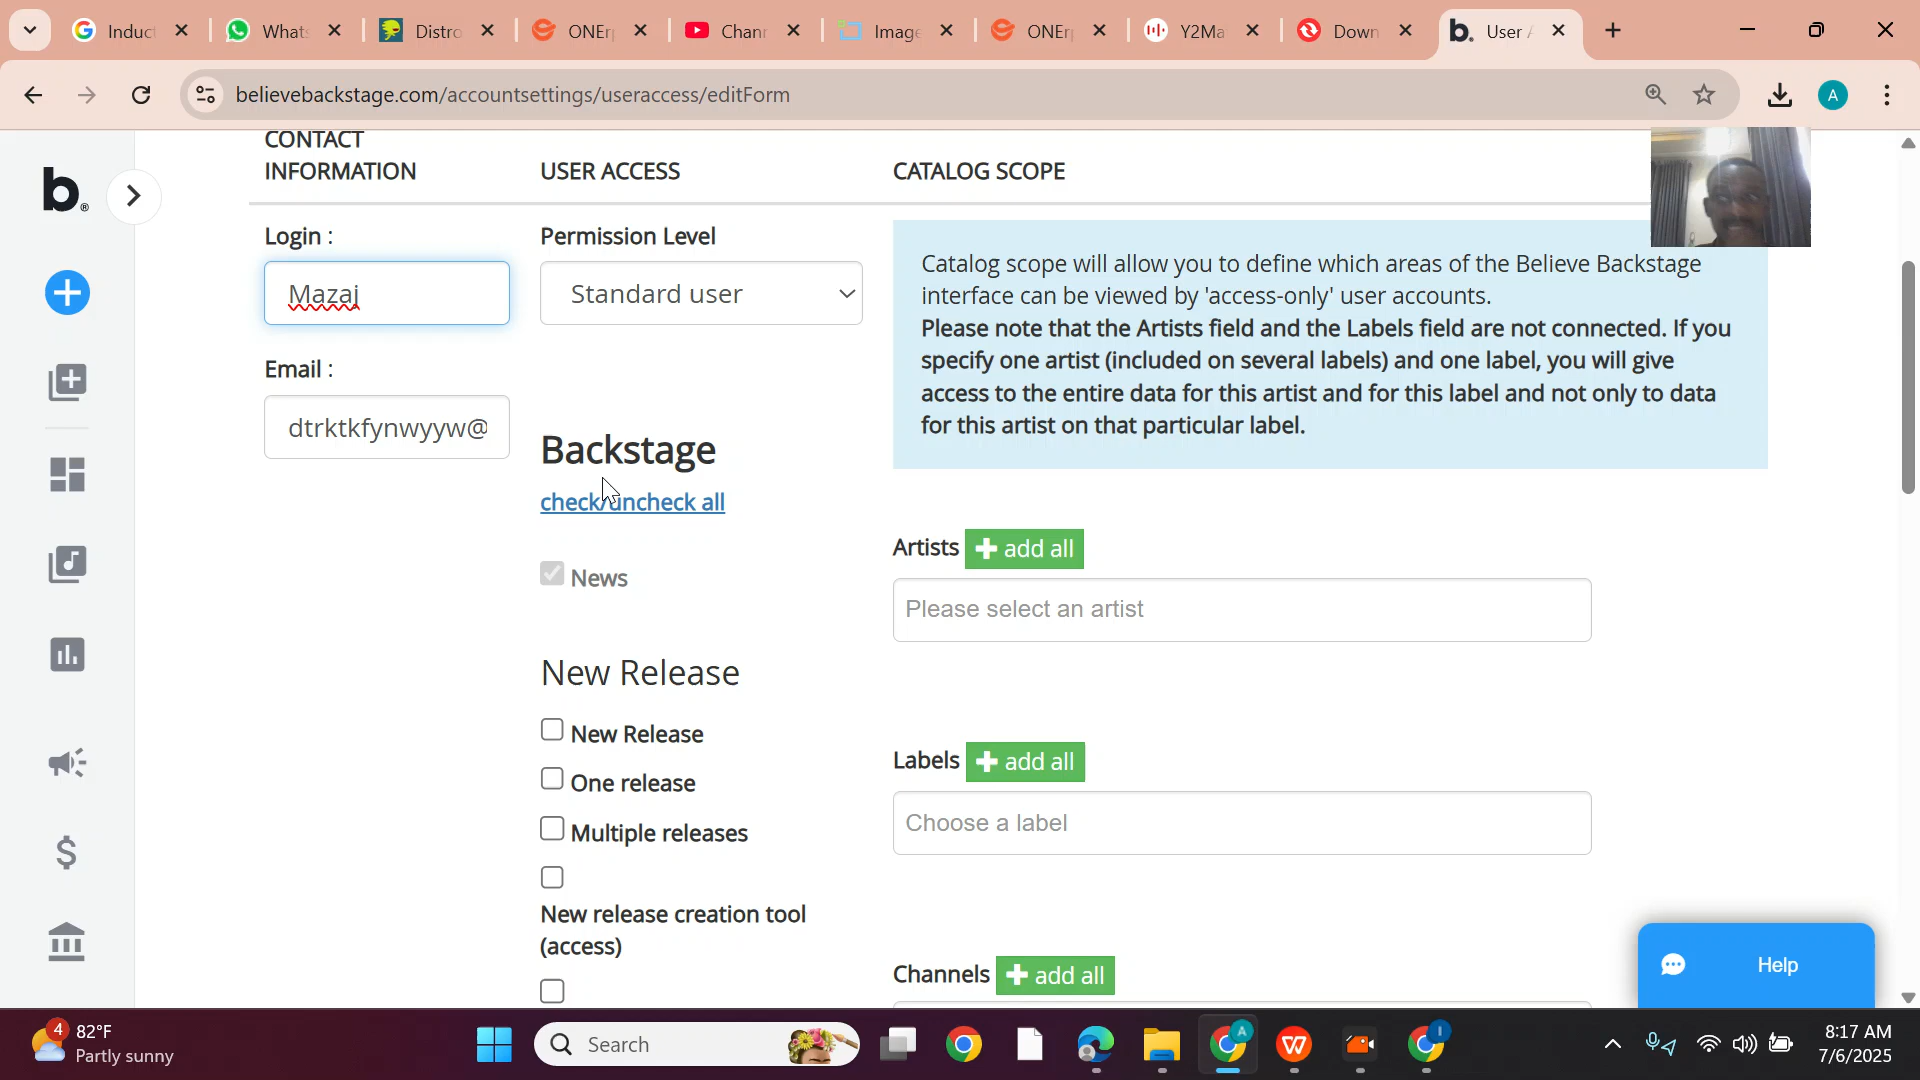 Induct
What:
Distro
ONEr
Chann
Image
ONEr
Y2Ma
Down
User A
believebackstage.com/accountsettings/useraccess/editForm
A
b.®
CONTACT
INFORMATION
USER ACCESS
CATALOG SCOPE
Login :
Mazaj
Email :
dtrktkfynwyyw@
Permission Level
Standard user
Backstage
check/uncheck all
News
New Release
New Release
One release
Multiple releases
New release creation tool
(access)
Catalog scope will allow you to define which areas of the Believe Backstage
interface can be viewed by 'access-only' user accounts.
Please note that the Artists field and the Labels field are not connected. If you
specify one artist (included on several labels) and one label, you will give
access to the entire data for this artist and for this label and not only to data
for this artist on that particular label.
Artists + add all
Please select an artist
Labels + add all
Choose a label
Channels + add all
Help
4
82°F
Partly sunny
Search
A
I
8:17 AM
7/6/2025